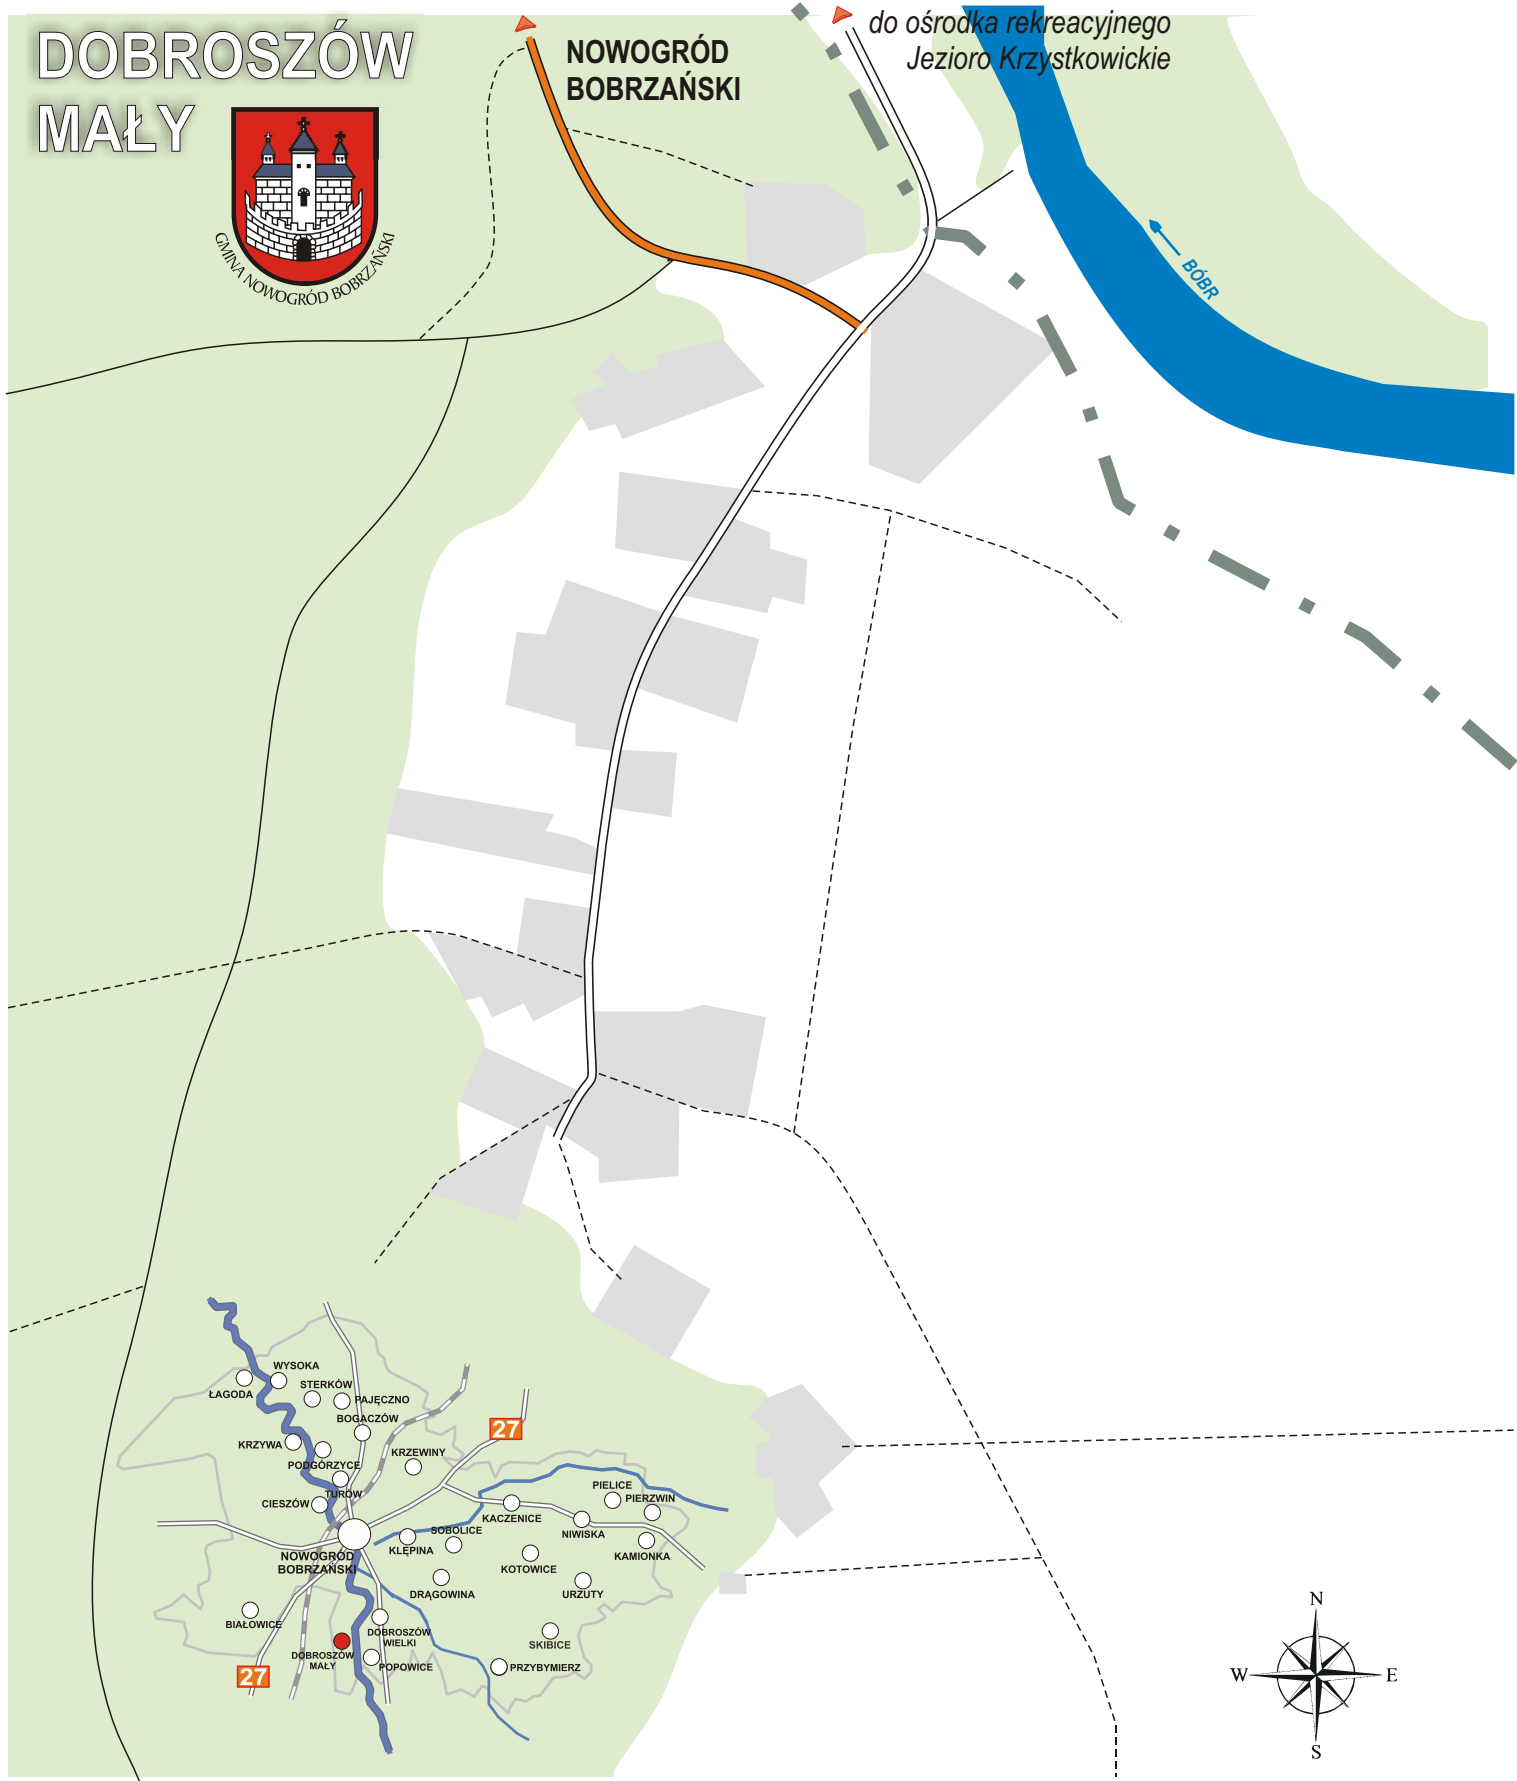 DOBROSZÓW
MAŁY
GMINA NOWOGRÓD BOBRZAŃSKI
NOWOGRÓD
BOBRZAŃSKI
do ośrodka rekreacyjnego
Jezioro Krzystkowickie
BÓBR
WYSOKA
ŁAGODA
STERKÓW
PAJĘCZNO
BOGACZÓW
KRZYWA
PODGÓRZYCE
KRZEWINY
27
TURÓW
CIESZÓW
PIELICE
PIERZWIN
KACZENICE
NIWISKA
SOBOLICE
KLĘPINA
KAMIONKA
NOWOGRÓD
BOBRZAŃSKI
KOTOWICE
DRĄGOWINA
URZUTY
BIAŁOWICE
DOBROSZÓW
WIELKI
SKIBICE
DOBROSZÓW
MAŁY
POPOWICE
PRZYBYMIERZ
27
N
W
E
S